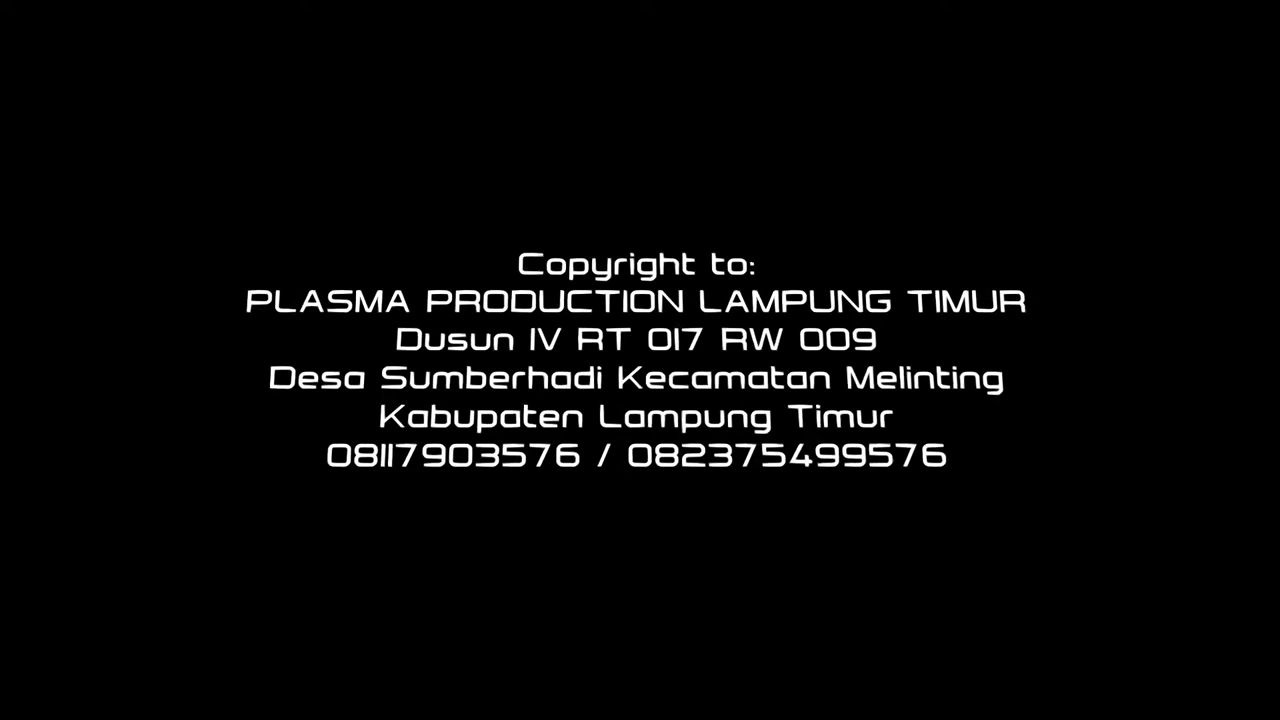 Copyright to:
PLASMA PRODUCTION LAMPUNG TIMUR
Dusun IV RT 017 RW 009
Desa Sumberhadi Kecamatan Melinting
Kabupaten Lampung Timur
08117903576 / 082375499576